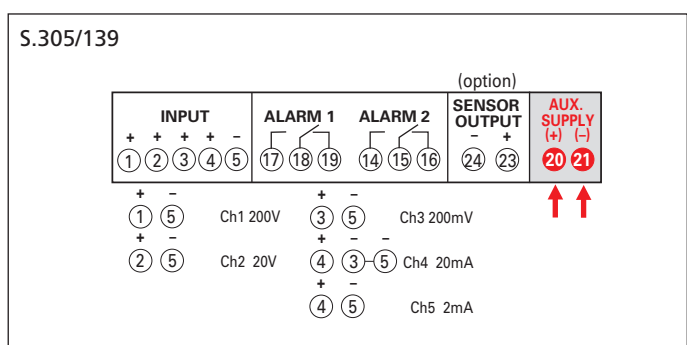 S.305/139
(option)
INPUT ALARM 1 ALARM 2 SENSOR OUTPUT AUX. SUPPLY
+ + + + − − + (+) (−)
1 2 3 4 5 17 18 19 14 15 16 24 23 20 21
+ − + −
1 5 Ch1 200V 3 5 Ch3 200mV
+ − + − −
2 5 Ch2 20V 4 3 5 Ch4 20mA
+ −
4 5 Ch5 2mA